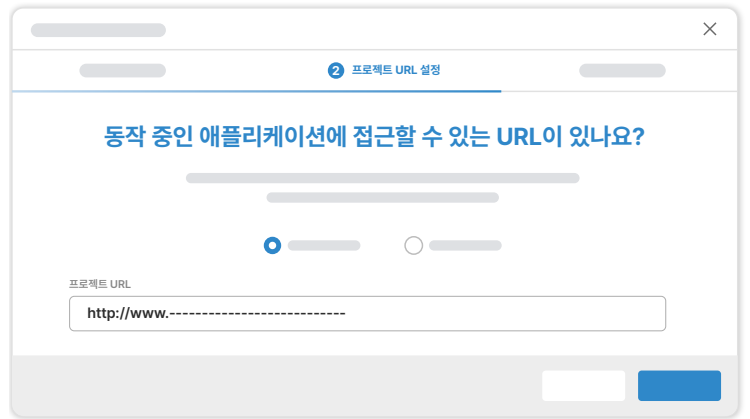 2 프로젝트 URL 설정
동작 중인 애플리케이션에 접근할 수 있는 URL이 있나요?
프로젝트 URL
http://www.---------------------------